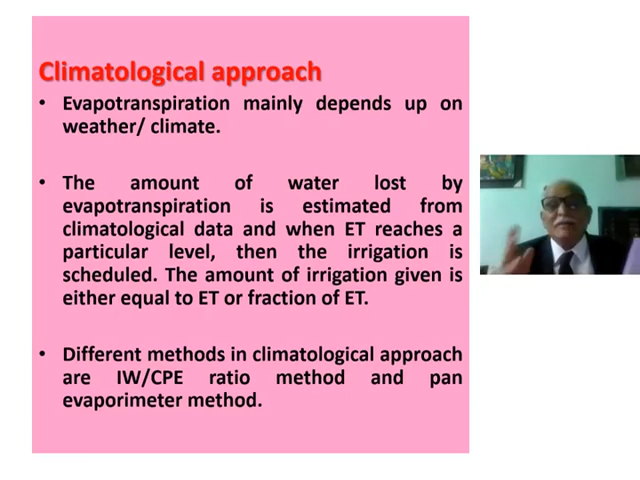 Climatological approach
• Evapotranspiration mainly depends up on
weather/ climate.
• The amount of water lost by
evapotranspiration is estimated from
climatological data and when ET reaches a
particular level, then the irrigation is
scheduled. The amount of irrigation given is
either equal to ET or fraction of ET.
• Different methods in climatological approach
are IW/CPE ratio method and pan
evaporimeter method.